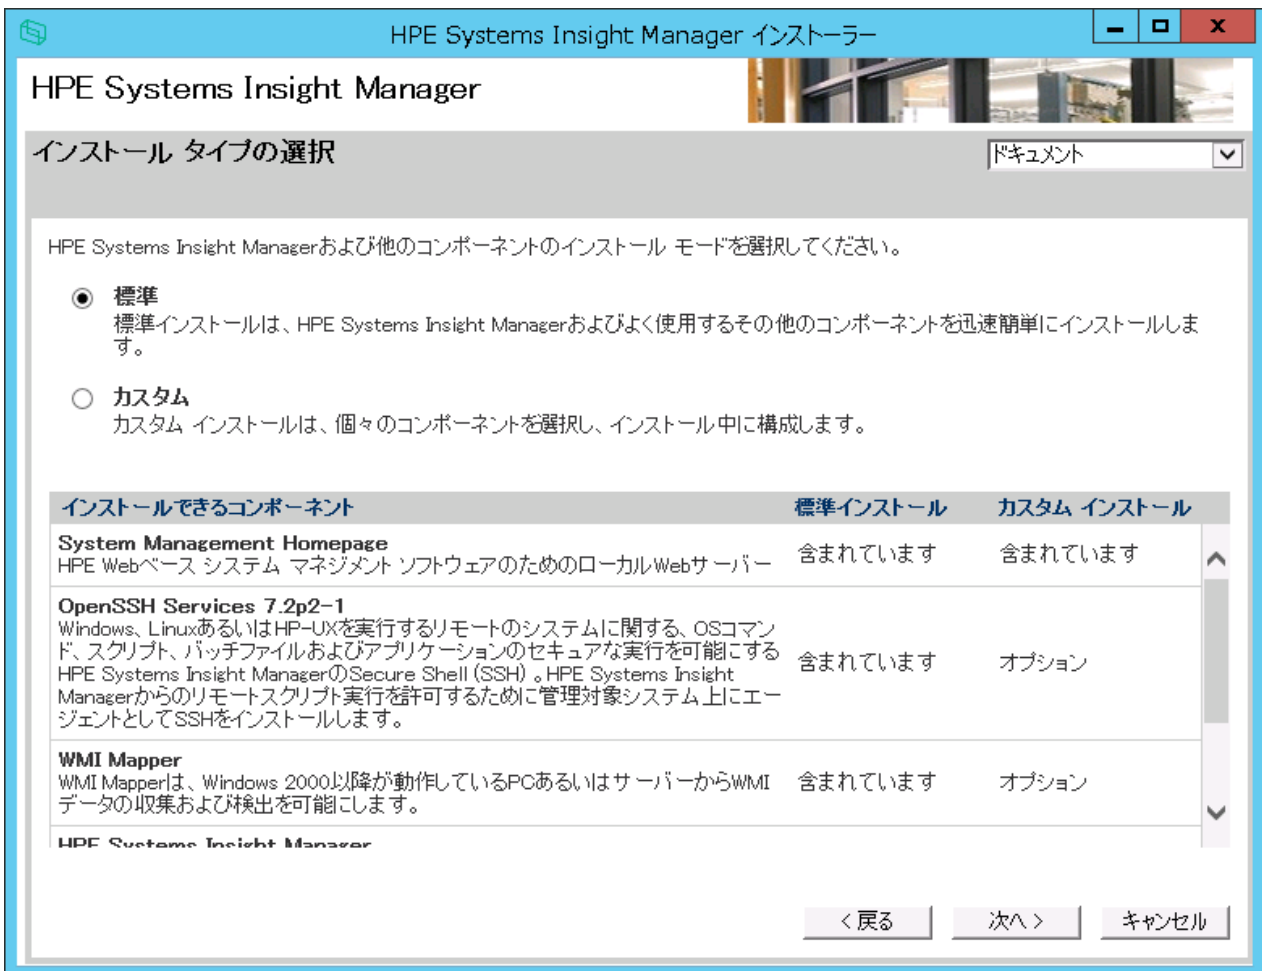 HPE Systems Insight Manager インストーラー
HPE Systems Insight Manager
インストール タイプの選択
ドキュメント
HPE Systems Insight Managerおよび他のコンポーネントのインストール モードを選択してください。
標準
標準インストールは、HPE Systems Insight Managerおよびよく使用するその他のコンポーネントを迅速簡単にインストールしま
す。
カスタム
カスタム インストールは、個々のコンポーネントを選択し、インストール中に構成します。
インストールできるコンポーネント 標準インストール カスタム インストール
System Management Homepage
HPE Webベース システム マネジメント ソフトウェアのためのローカルWebサーバー
含まれています 含まれています
OpenSSH Services 7.2p2-1
Windows、LinuxあるいはHP-UXを実行するリモートのシステムに関する、OSコマン
ド、スクリプト、バッチファイルおよびアプリケーションのセキュアな実行を可能にする
HPE Systems Insight ManagerのSecure Shell (SSH) 。HPE Systems Insight
Managerからのリモートスクリプト実行を許可するために管理対象システム上にエー
ジェントとしてSSHをインストールします。
含まれています オプション
WMI Mapper
WMI Mapperは、Windows 2000以降が動作しているPCあるいはサーバーからWMI
データの収集および検出を可能にします。
含まれています オプション
HPE Systems Insight Manager
< 戻る 次へ > キャンセル